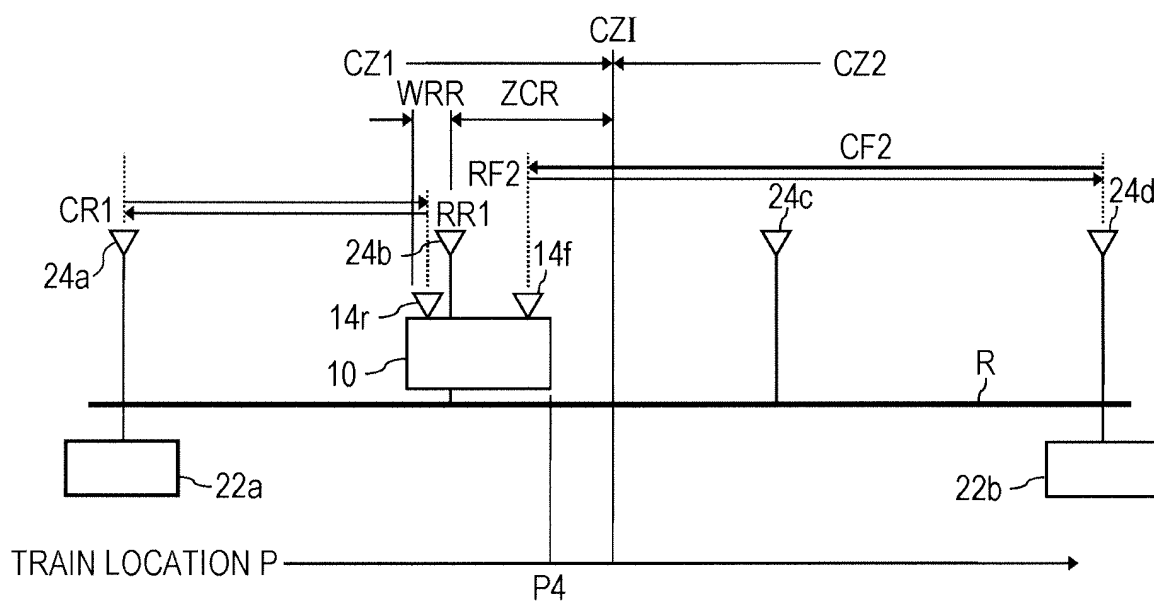 CZI
CZ1 CZ2
WRR ZCR
CF2
RF2
CR1 RR1 24c 24d
24a 24b 14f
14r
10
R
22a 22b
TRAIN LOCATION P
P4